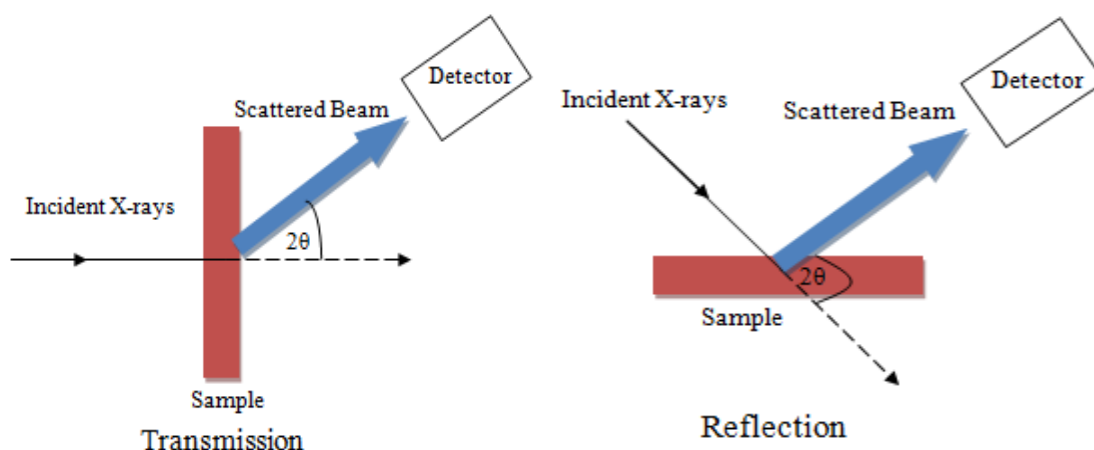 Detector
Scattered Beam
Incident X-rays
2θ
Sample
Transmission
Detector
Incident X-rays
Scattered Beam
2θ
Sample
Reflection